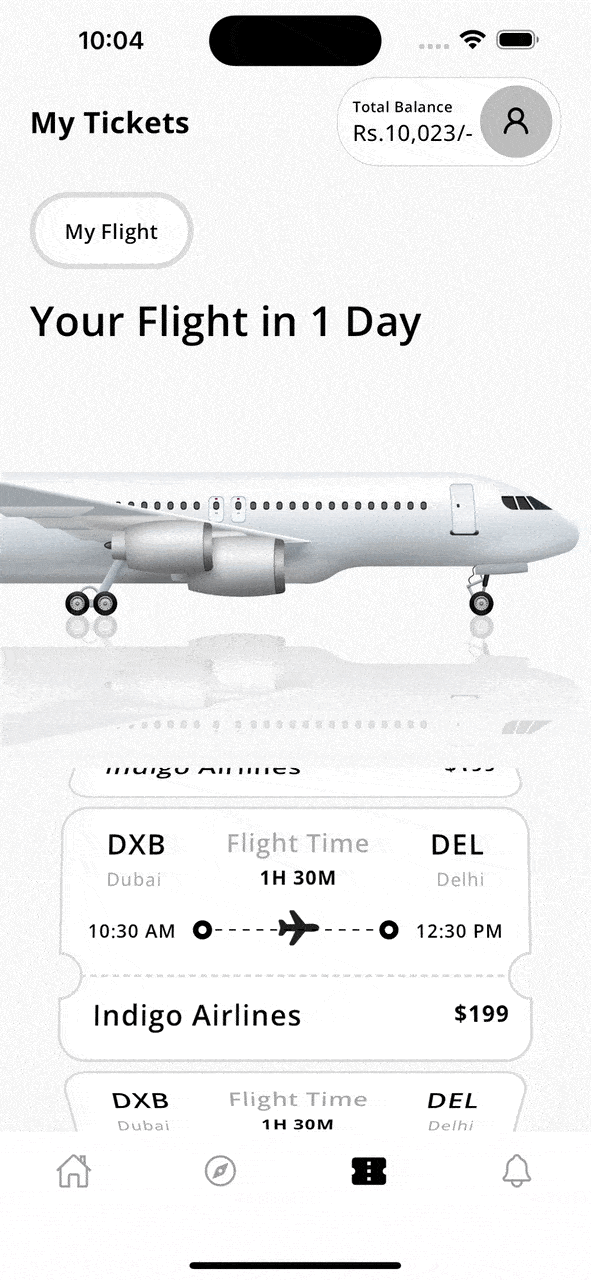 10:04
My Tickets
Total Balance
Rs.10,023/-
My Flight
Your Flight in 1 Day
Indigo Airlines $199
DXB Flight Time DEL
Dubai 1H 30M Delhi
10:30 AM 12:30 PM
Indigo Airlines $199
DXB Flight Time DEL
Dubai 1H 30M Delhi